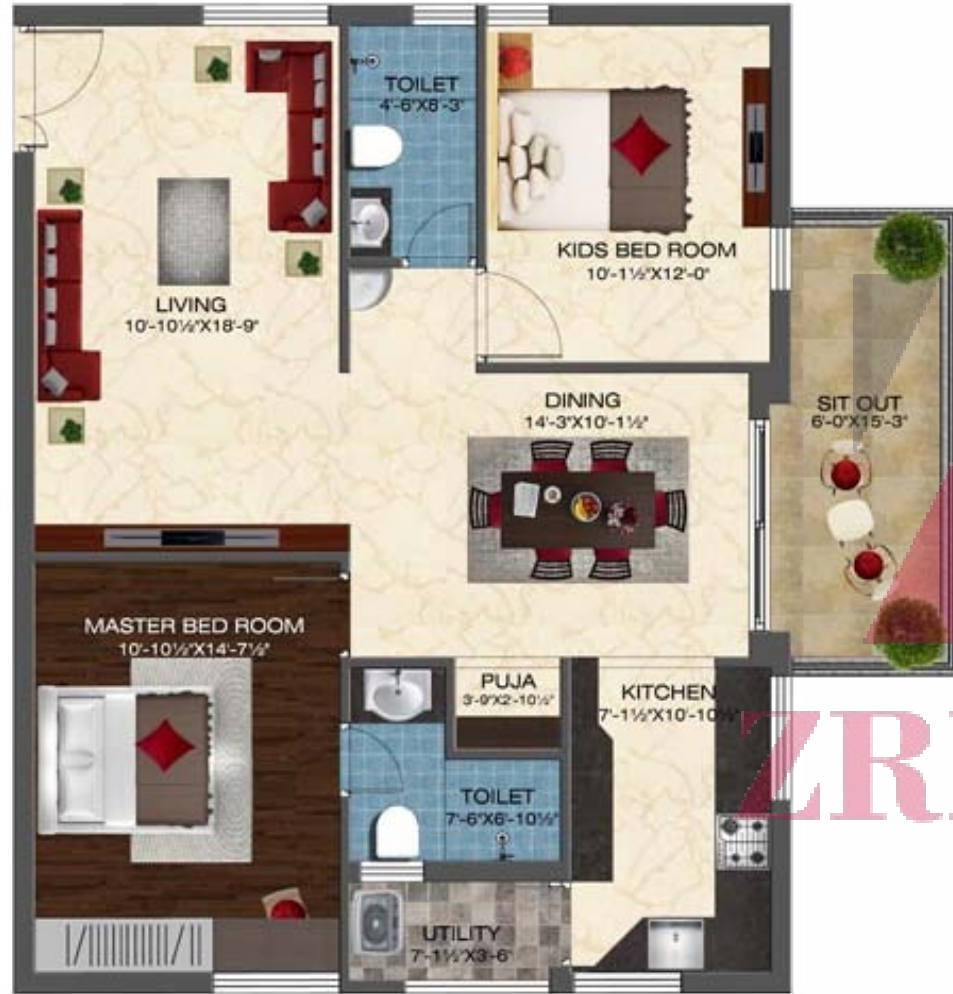 TOILET
4'-6"X8'-3"
KIDS BED ROOM
10'-1½"X12'-0"
LIVING
10'-10½"X18'-9"
DINING
14'-3"X10'-1½"
SIT OUT
6'-0"X15'-3"
MASTER BED ROOM
10'-10½"X14'-7½"
PUJA
3'-9"X2'-10½"
KITCHEN
7'-1½"X10'-10½"
TOILET
7'-6"X6'-10½"
UTILITY
7'-1½"X3'-6"
ZR